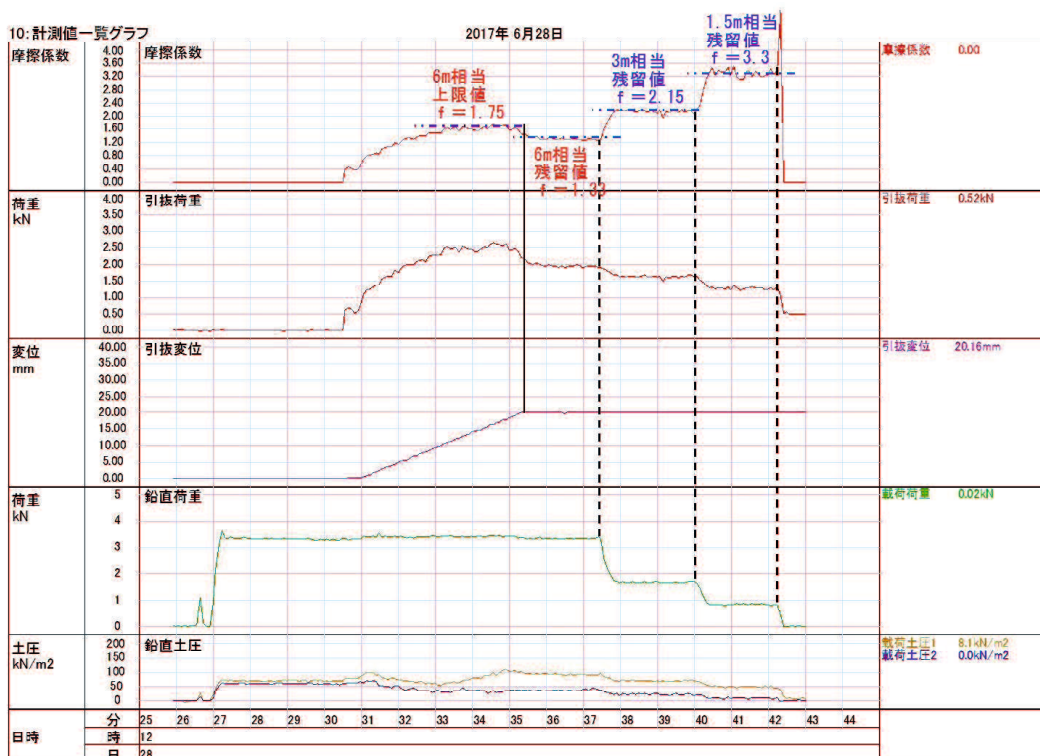 10:計測値一覧グラフ
2017年 6月28日
摩擦係数
4.00
3.60
3.20
2.80
2.40
2.00
1.60
1.20
0.80
0.40
0.00
摩擦係数
6m相当
上限値
f=1.75
6m相当
残留値
f=1.33
3m相当
残留値
f=2.15
1.5m相当
残留値
f=3.3
摩擦係数 0.00
荷重
kN
4.00
3.50
3.00
2.50
2.00
1.50
1.00
0.50
0.00
引抜荷重
引抜荷重 0.52kN
変位
mm
40.00
35.00
30.00
25.00
20.00
15.00
10.00
5.00
0.00
引抜変位
引抜変位 20.16mm
荷重
kN
5
4
3
2
1
0
鉛直荷重
載荷荷重 0.02kN
土圧
kN/m2
200
150
100
50
0
鉛直土圧
載荷土圧1 8.1kN/m2
載荷土圧2 0.0kN/m2
日時
分 25 26 27 28 29 30 31 32 33 34 35 36 37 38 39 40 41 42 43 44
時 12
日 28